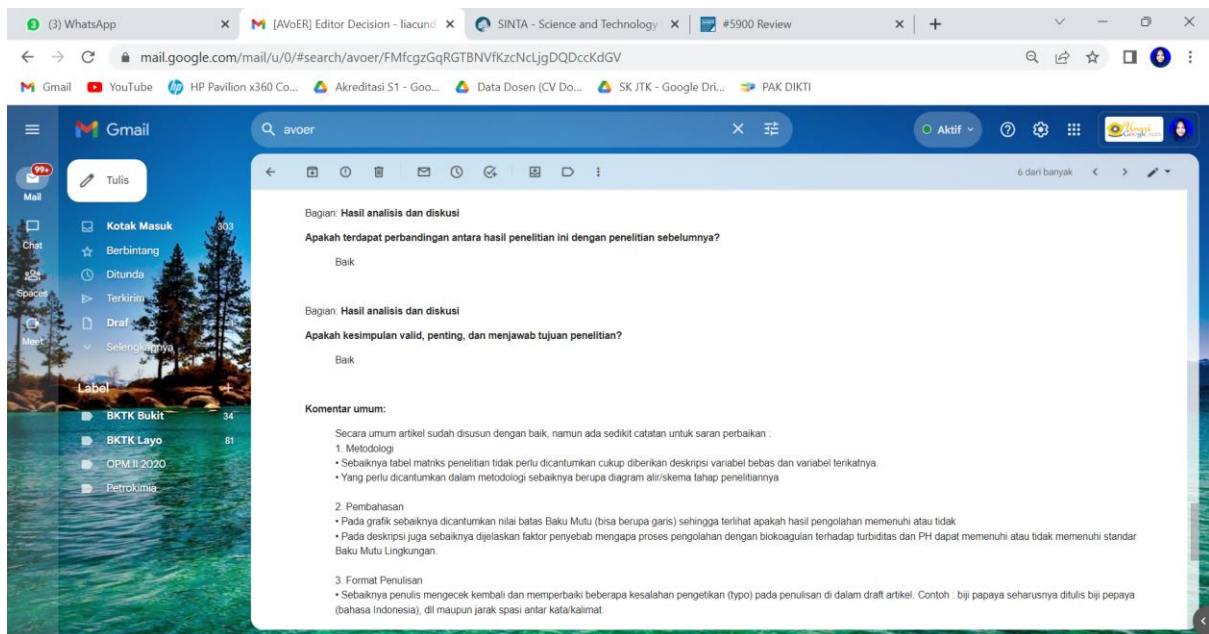 (3) WhatsApp
[AVoER] Editor Decision - liacund
SINTA - Science and Technology
#5900 Review
mail.google.com/mail/u/0/#search/avoer/FMfcgzGqRGTBNVfKzcNcLjgDQDccKdGV
Gmail
YouTube
HP Pavilion x360 Co...
Akreditasi S1 - Goo...
Data Dosen (CV Do...
SK JTK - Google Dri...
PAK DIKTI
Gmail
avoer
Aktif
99+
Mail
Chat
Spaces
Meet
Tulis
Kotak Masuk 303
Berbintang
Ditunda
Terkirim
Draf
Selengkapnya
Label
BKTK Bukit 34
BKTK Layo 81
OPM II 2020
Petrokimia
6 dari banyak
Bagian: Hasil analisis dan diskusi
Apakah terdapat perbandingan antara hasil penelitian ini dengan penelitian sebelumnya?
Baik
Bagian: Hasil analisis dan diskusi
Apakah kesimpulan valid, penting, dan menjawab tujuan penelitian?
Baik
Komentar umum:
Secara umum artikel sudah disusun dengan baik, namun ada sedikit catatan untuk saran perbaikan :
1. Metodologi
• Sebaiknya tabel matriks penelitian tidak perlu dicantumkan cukup diberikan deskripsi variabel bebas dan variabel terikatnya.
• Yang perlu dicantumkan dalam metodologi sebaiknya berupa diagram alir/skema tahap penelitiannya
2. Pembahasan
• Pada grafik sebaiknya dicantumkan nilai batas Baku Mutu (bisa berupa garis) sehingga terlihat apakah hasil pengolahan memenuhi atau tidak
• Pada deskripsi juga sebaiknya dijelaskan faktor penyebab mengapa proses pengolahan dengan biokoagulan terhadap turbiditas dan PH dapat memenuhi atau tidak memenuhi standar
Baku Mutu Lingkungan.
3. Format Penulisan
• Sebaiknya penulis mengecek kembali dan memperbaiki beberapa kesalahan pengetikan (typo) pada penulisan di dalam draft artikel. Contoh : biji papaya seharusnya ditulis biji pepaya
(bahasa Indonesia), dll maupun jarak spasi antar kata/kalimat.